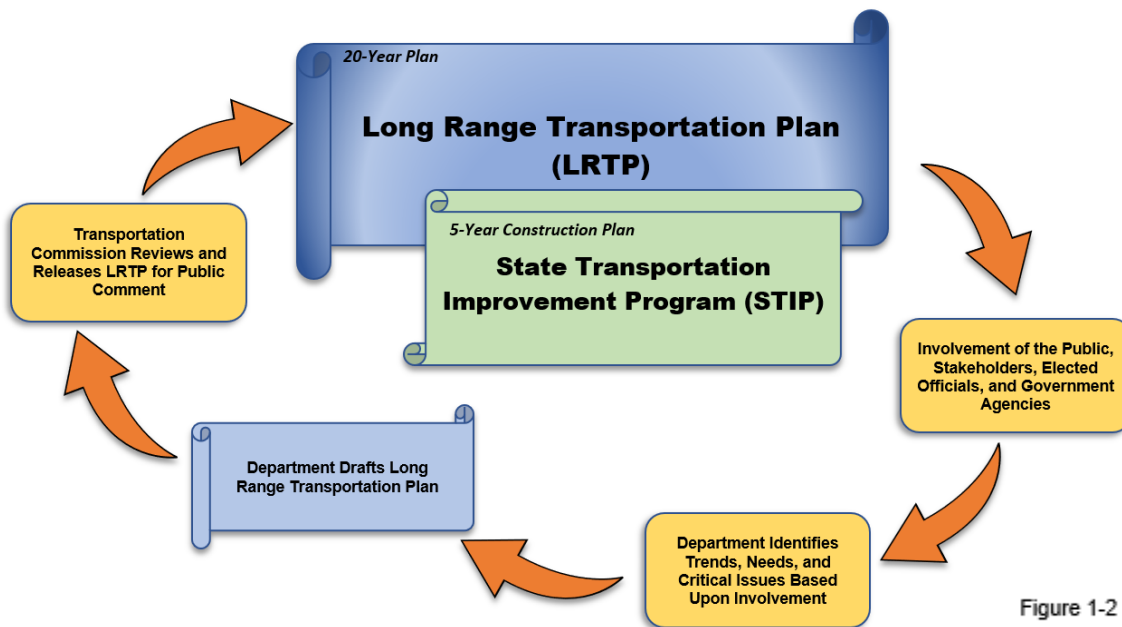 20-Year Plan
Long Range Transportation Plan
(LRTP)
5-Year Construction Plan
State Transportation
Improvement Program (STIP)
Involvement of the Public,
Stakeholders, Elected
Officials, and Government
Agencies
Department Identifies
Trends, Needs, and
Critical Issues Based
Upon Involvement
Department Drafts Long
Range Transportation Plan
Transportation
Commission Reviews and
Releases LRTP for Public
Comment
Figure 1-2